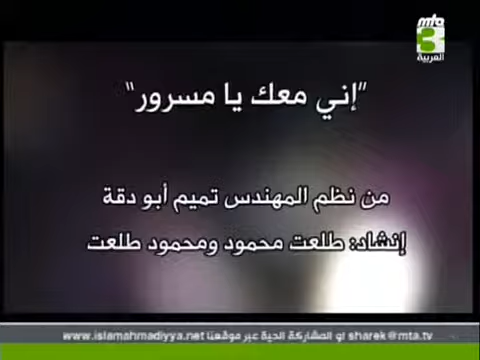 mta
3
العربية
"إني معك يا مسرور"
من نظم المهندس تميم أبو دقة
إنشاد: طلعت محمود ومحمود طلعت
www.islamahmadiyya.net او المشاركة الحية عبر موقعنا sharek@mta.tv